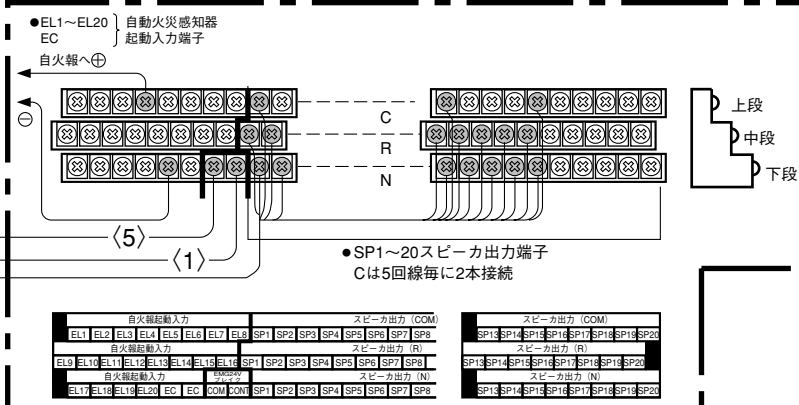 ●EL1～EL20 自動火災感知器
EC 起動入力端子
自火報へ⊕
⊖
C
R
N
上段
中段
下段
〈5〉
〈1〉
●SP1～20スピーカ出力端子
Cは5回線毎に2本接続
自火報起動入力 スピーカ出力（COM）
EL1 EL2 EL3 EL4 EL5 EL6 EL7 EL8 SP1 SP2 SP3 SP4 SP5 SP6 SP7 SP8
自火報起動入力 スピーカ出力（R）
EL9 EL10 EL11 EL12 EL13 EL14 EL15 EL16 SP1 SP2 SP3 SP4 SP5 SP6 SP7 SP8
自火報起動入力 EMG24V ブレイク スピーカ出力（N）
EL17 EL18 EL19 EL20 EC EC COM CONT SP1 SP2 SP3 SP4 SP5 SP6 SP7 SP8
スピーカ出力（COM）
SP13 SP14 SP15 SP16 SP17 SP18 SP19 SP20
スピーカ出力（R）
SP13 SP14 SP15 SP16 SP17 SP18 SP19 SP20
スピーカ出力（N）
SP13 SP14 SP15 SP16 SP17 SP18 SP19 SP20